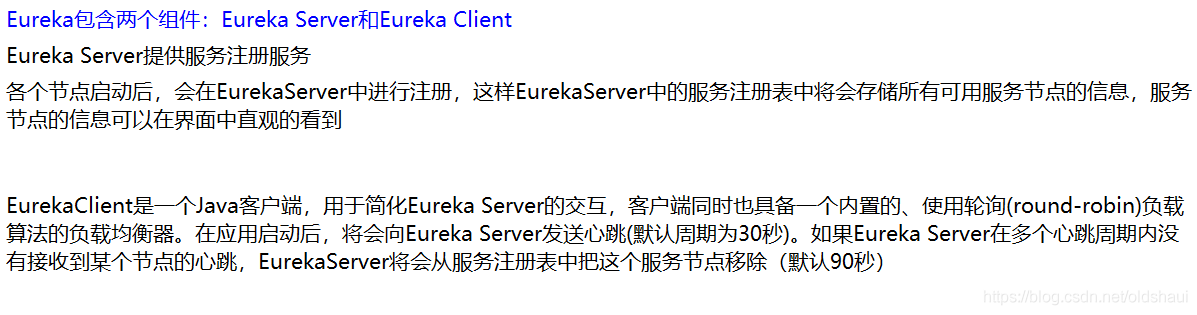 Eureka包含两个组件：Eureka Server和Eureka Client
Eureka Server提供服务注册服务
各个节点启动后，会在EurekaServer中进行注册，这样EurekaServer中的服务注册表中将会存储所有可用服务节点的信息，服务
节点的信息可以在界面中直观的看到
EurekaClient是一个Java客户端，用于简化Eureka Server的交互，客户端同时也具备一个内置的、使用轮询(round-robin)负载
算法的负载均衡器。在应用启动后，将会向Eureka Server发送心跳(默认周期为30秒)。如果Eureka Server在多个心跳周期内没
有接收到某个节点的心跳，EurekaServer将会从服务注册表中把这个服务节点移除（默认90秒）
https://blog.csdn.net/oldshaui